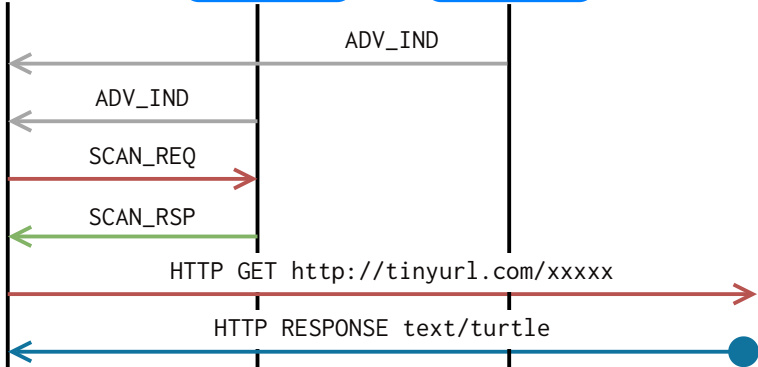 ADV_IND
ADV_IND
SCAN_REQ
SCAN_RSP
HTTP GET http://tinyurl.com/xxxxx
HTTP RESPONSE text/turtle